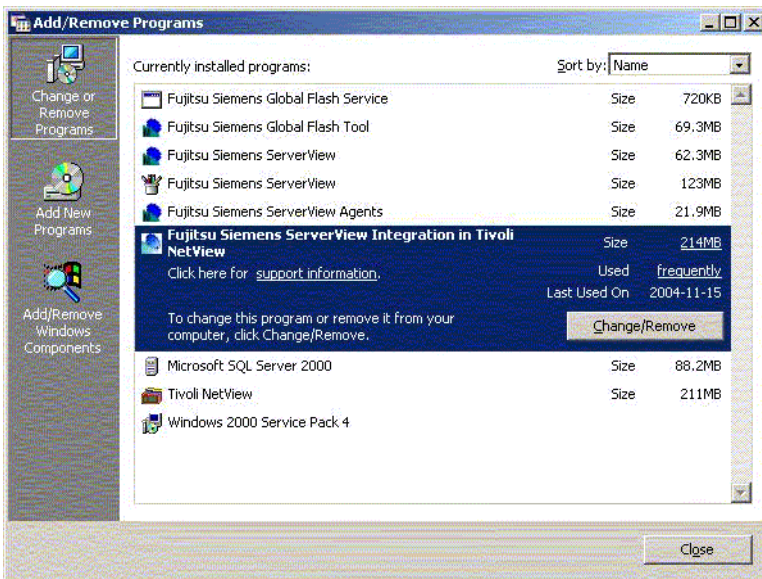 Add/Remove Programs
Change or
Remove
Programs
Add New
Programs
Add/Remove
Windows
Components
Currently installed programs:
Sort by: Name
Fujitsu Siemens Global Flash Service Size 720KB
Fujitsu Siemens Global Flash Tool Size 69.3MB
Fujitsu Siemens ServerView Size 62.3MB
Fujitsu Siemens ServerView Size 123MB
Fujitsu Siemens ServerView Agents Size 21.9MB
Fujitsu Siemens ServerView Integration in Tivoli
NetView
Size 214MB
Click here for support information.
Used frequently
Last Used On 2004-11-15
To change this program or remove it from your
computer, click Change/Remove.
Change/Remove
Microsoft SQL Server 2000 Size 88.2MB
Tivoli NetView Size 211MB
Windows 2000 Service Pack 4
Close